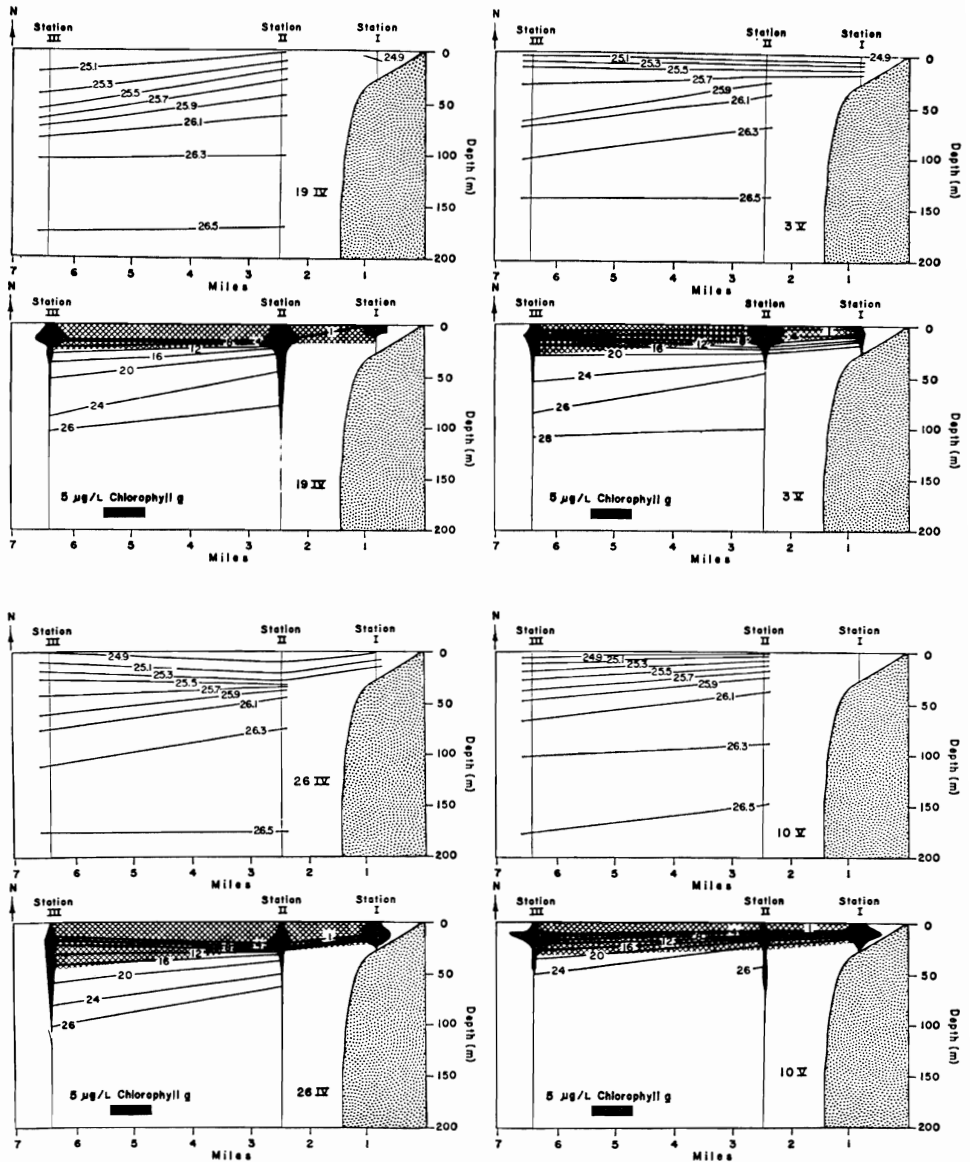 N
Station III
Station II
Station I
24.9
25.1
25.3
25.5
25.7
25.9
26.1
26.3
26.5
19 IV
0
50
100
150
200
Depth (m)
7 6 5 4 3 2 1
Miles
N
Station III
Station II
Station I
24.9
25.1
25.3
25.5
25.7
25.9
26.1
26.3
26.5
3 V
0
50
100
150
200
Depth (m)
7 6 5 4 3 2 1
Miles
N
Station III
Station II
Station I
1
12
16
20
24
26
5 µg/L Chlorophyll g
19 IV
0
50
100
150
200
Depth (m)
7 6 5 4 3 2 1
Miles
N
Station III
Station II
Station I
1
12
16
20
24
26
28
5 µg/L Chlorophyll g
3 V
0
50
100
150
200
Depth (m)
7 6 5 4 3 2 1
Miles
N
Station III
Station II
Station I
24.9
25.1
25.3
25.5
25.7
25.9
26.1
26.3
26.5
26 IV
0
50
100
150
200
Depth (m)
7 6 5 4 3 2 1
Miles
N
Station III
Station II
Station I
24.9
25.1
25.3
25.5
25.7
25.9
26.1
26.3
26.5
10 V
0
50
100
150
200
Depth (m)
7 6 5 4 3 2 1
Miles
N
Station III
Station II
Station I
12
16
20
24
26
5 µg/L Chlorophyll g
26 IV
0
50
100
150
200
Depth (m)
7 6 5 4 3 2 1
Miles
N
Station III
Station II
Station I
1
12
16
20
24
26
5 µg/L Chlorophyll g
10 V
0
50
100
150
200
Depth (m)
7 6 5 4 3 2 1
Miles